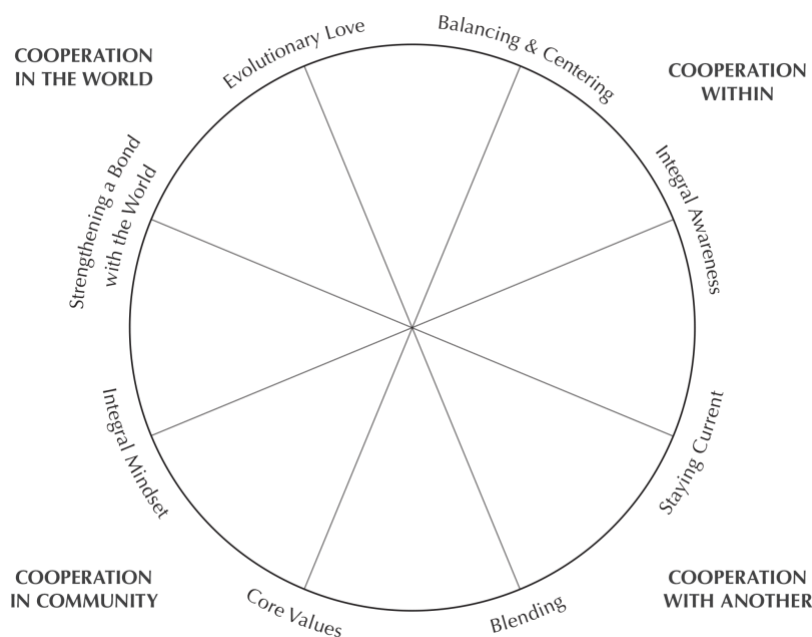 Evolutionary Love
Balancing & Centering
COOPERATION
IN THE WORLD
COOPERATION
WITHIN
Strengthening a Bond
with the World
Integral Awareness
Integral Mindset
Staying Current
COOPERATION
IN COMMUNITY
Core Values
Blending
COOPERATION
WITH ANOTHER